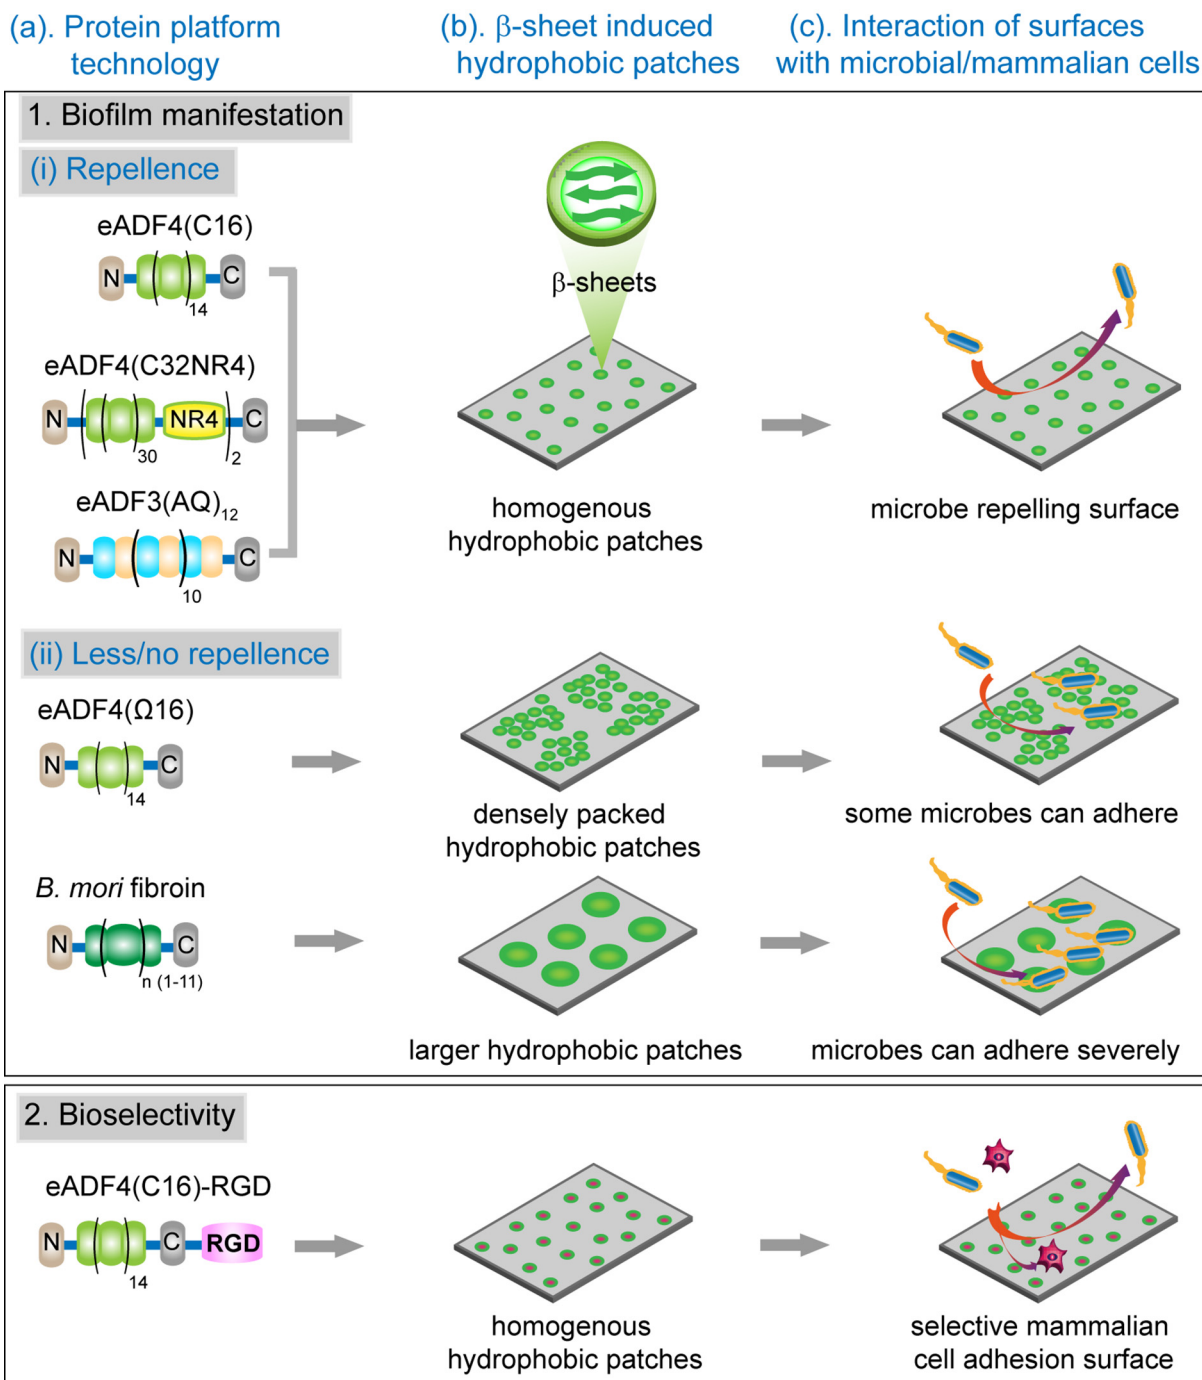 (a). Protein platform
technology
(b). β-sheet induced
hydrophobic patches
(c). Interaction of surfaces
with microbial/mammalian cells
1. Biofilm manifestation
(i) Repellence
eADF4(C16)
N C
14
β-sheets
eADF4(C32NR4)
N NR4 C
30 2
eADF3(AQ)12
N C
10
homogenous
hydrophobic patches
microbe repelling surface
(ii) Less/no repellence
eADF4(Ω16)
N C
14
densely packed
hydrophobic patches
some microbes can adhere
B. mori fibroin
N C
n (1-11)
larger hydrophobic patches
microbes can adhere severely
2. Bioselectivity
eADF4(C16)-RGD
N C RGD
14
homogenous
hydrophobic patches
selective mammalian
cell adhesion surface